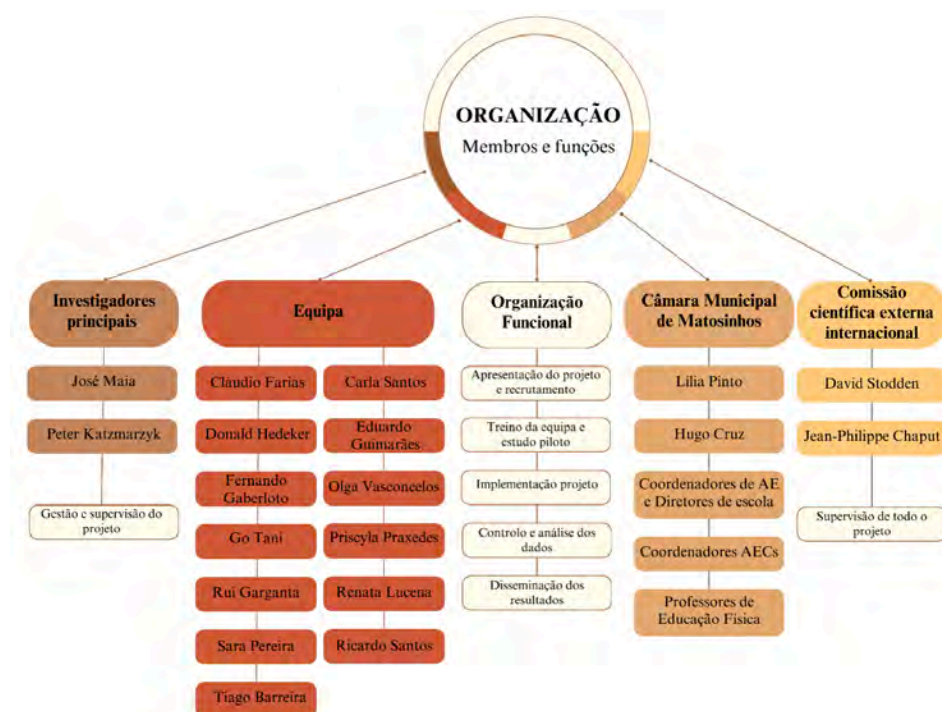 ORGANIZAÇÃO
Membros e funções
Investigadores
principais
José Maia
Peter Katzmarzyk
Gestão e supervisão do
projeto
Equipa
Cláudio Farias
Donald Hedeker
Fernando
Gaberloto
Go Tani
Rui Garganta
Sara Pereira
Tiago Barreira
Carla Santos
Eduardo
Guimarães
Olga Vasconcelos
Priscyla Praxedes
Renata Lucena
Ricardo Santos
Organização
Funcional
Apresentação do projeto
e recrutamento
Treino da equipa e
estudo piloto
Implementação projeto
Controlo e análise dos
dados
Disseminação dos
resultados
Câmara Municipal
de Matosinhos
Lília Pinto
Hugo Cruz
Coordenadores de AE
e Diretores de escola
Coordenadores AECs
Professores de
Educação Física
Comissão
científica externa
internacional
David Stodden
Jean-Philippe Chaput
Supervisão de todo o
projeto